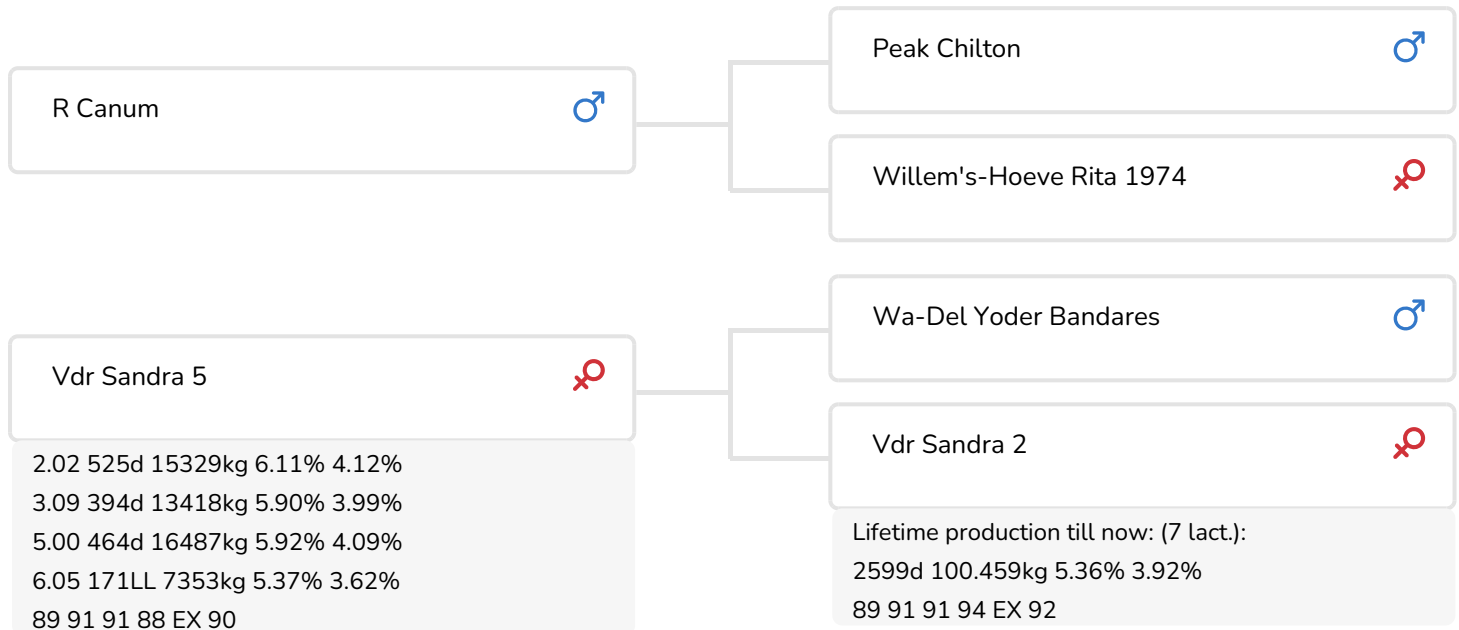 R Canum
Peak Chilton
Willem's-Hoeve Rita 1974
Vdr Sandra 5
2.02 525d 15329kg 6.11% 4.12%
3.09 394d 13418kg 5.90% 3.99%
5.00 464d 16487kg 5.92% 4.09%
6.05 171LL 7353kg 5.37% 3.62%
89 91 91 88 EX 90
Wa-Del Yoder Bandares
Vdr Sandra 2
Lifetime production till now: (7 lact.):
2599d 100.459kg 5.36% 3.92%
89 91 91 94 EX 92